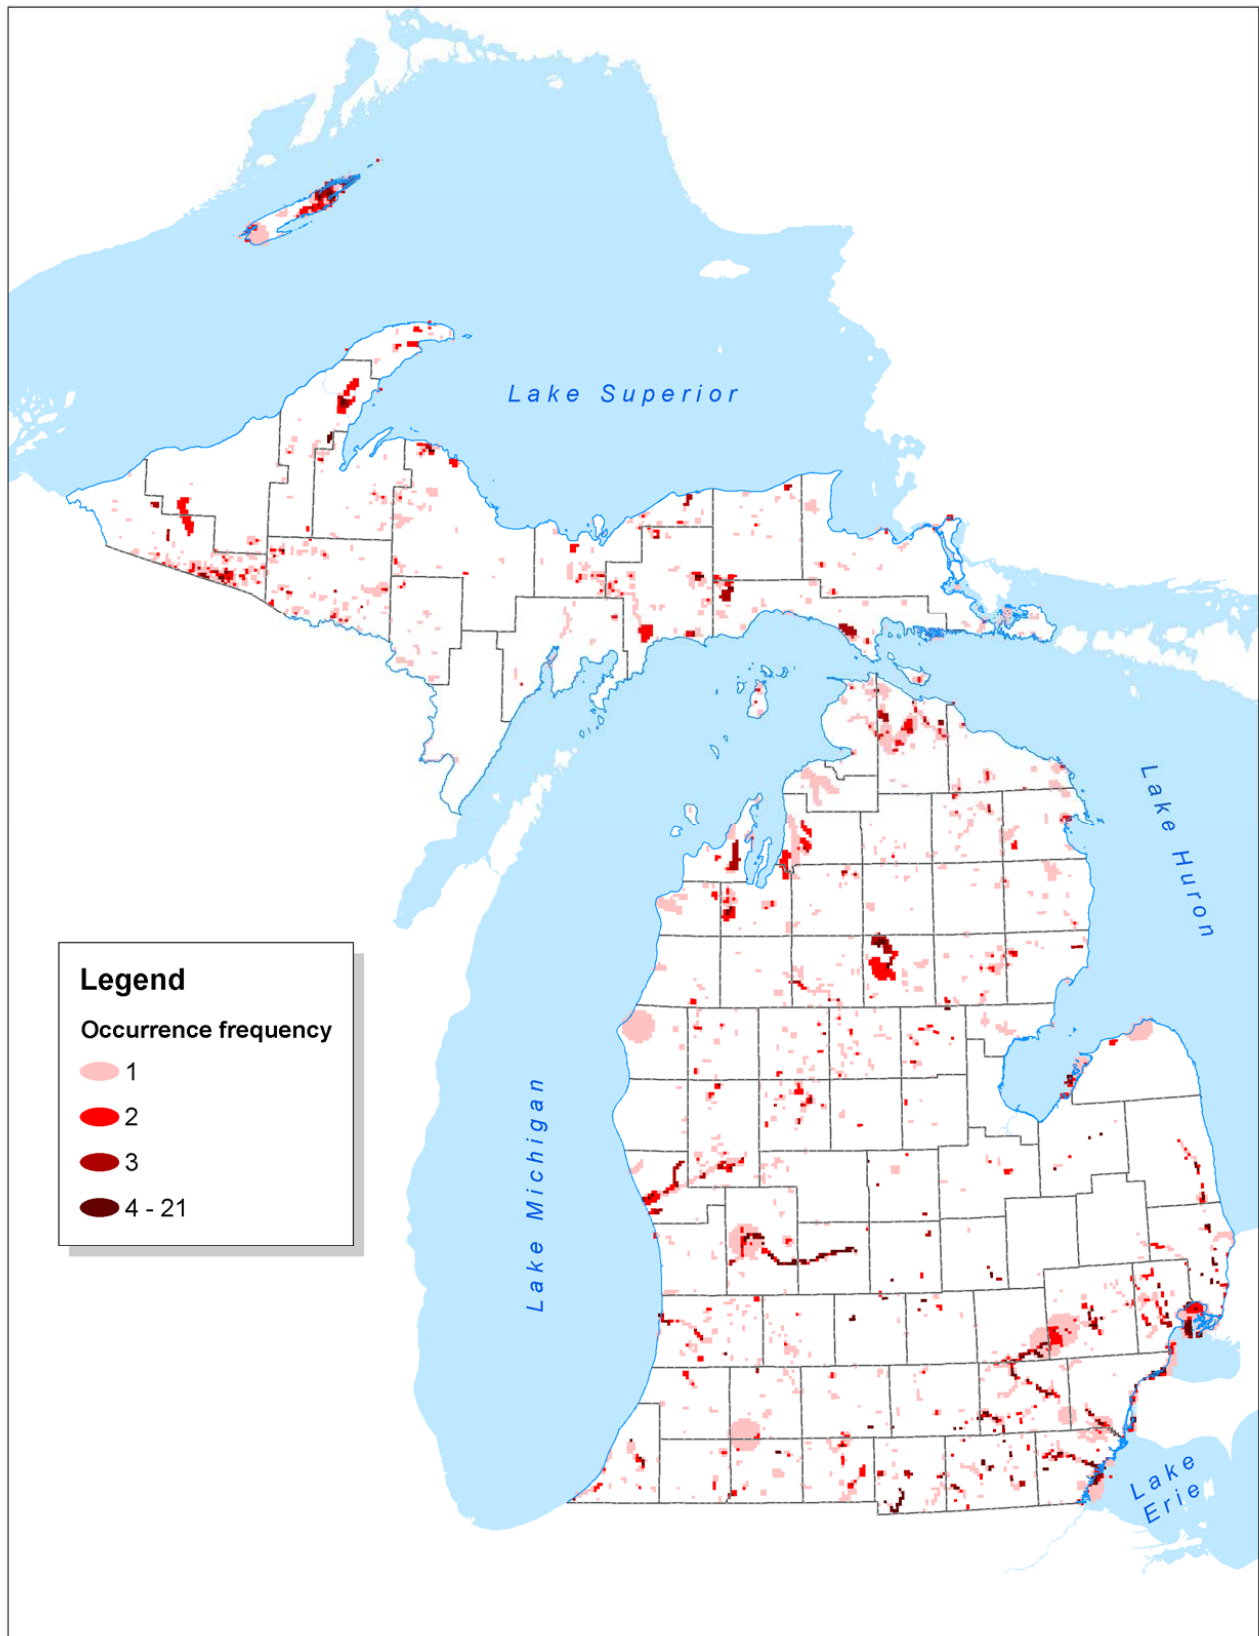 Lake Superior
Lake Huron
Legend
Occurrence frequency
1
2
3
4 - 21
Lake Michigan
Lake
Erie